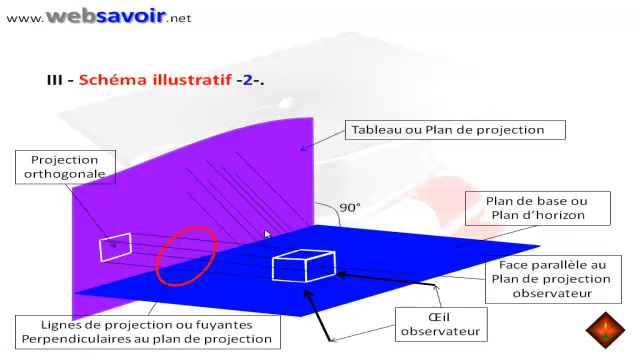 www.websavoir.net
III - Schéma illustratif -2-.
Tableau ou Plan de projection
Projection
orthogonale
90°
Plan de base ou
Plan d’horizon
Face parallèle au
Plan de projection
observateur
Œil
observateur
Lignes de projection ou fuyantes
Perpendiculaires au plan de projection